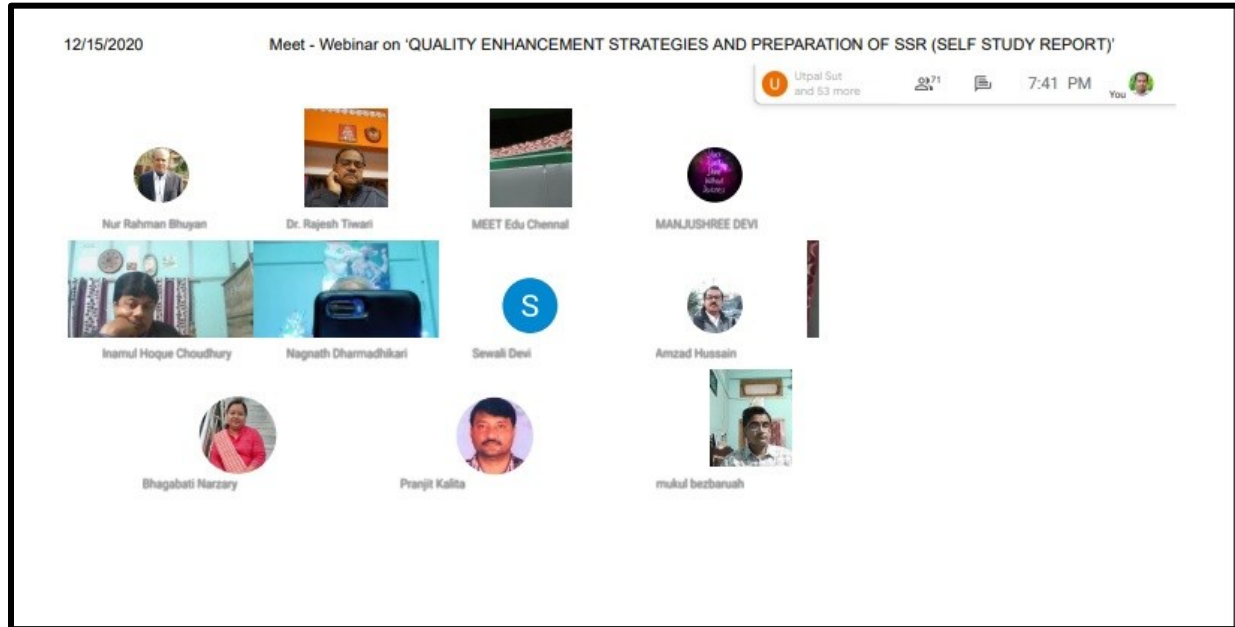 12/15/2020 Meet - Webinar on ‘QUALITY ENHANCEMENT STRATEGIES AND PREPARATION OF SSR (SELF STUDY REPORT)’
U Utpal Sut
and 53 more
71
7:41 PM
You
Nur Rahman Bhuyan Dr. Rajesh Tiwari MEET Edu Chennal MANJUSHREE DEVI
S
Inamul Hoque Choudhury Nagnath Dharmadhikari Sewali Devi Amzad Hussain
Bhagabati Narzary Pranjit Kalita mukul bezbaruah